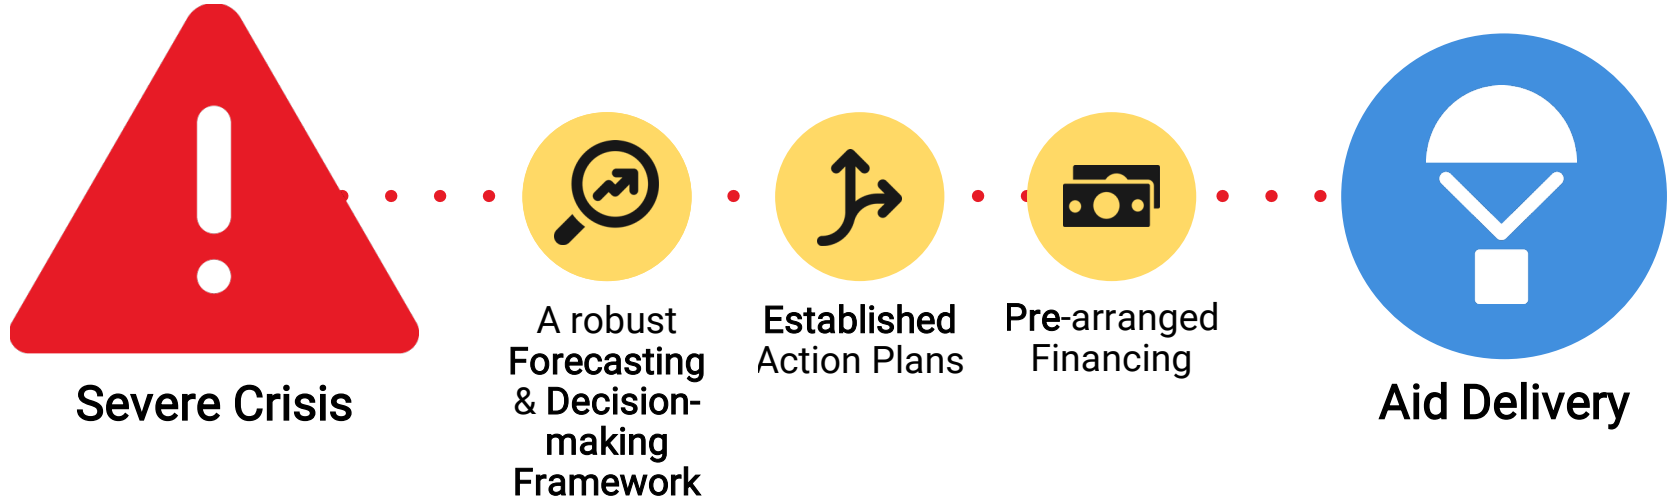 Severe Crisis
A robust
Forecasting
& Decision-
making
Framework
Established
Action Plans
Pre-arranged
Financing
Aid Delivery